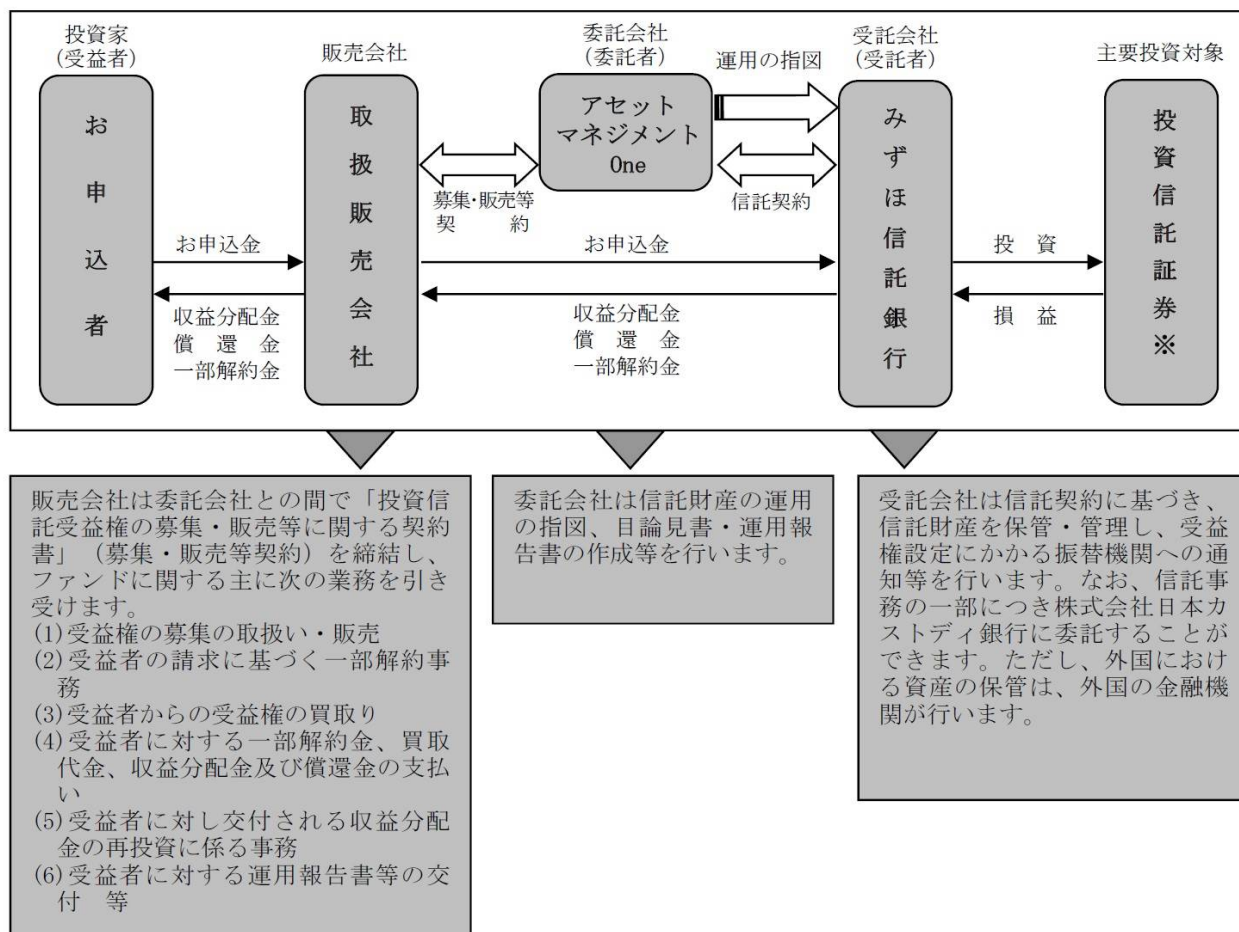 投資家
(受益者)
お申込者
販売会社
取扱販売会社
委託会社
(委託者)
アセット
マネジメント
One
運用の指図
受託会社
(受託者)
みずほ信託銀行
主要投資対象
投資信託証券※
募集・販売等
契　約
信託契約
お申込金
お申込金
投　資
収益分配金
償　還　金
一部解約金
収益分配金
償　還　金
一部解約金
損　益
販売会社は委託会社との間で「投資信
託受益権の募集・販売等に関する契約
書」（募集・販売等契約）を締結し、
ファンドに関する主に次の業務を引き
受けます。
(1)受益権の募集の取扱い・販売
(2)受益者の請求に基づく一部解約事
務
(3)受益者からの受益権の買取り
(4)受益者に対する一部解約金、買取
代金、収益分配金及び償還金の支払
い
(5)受益者に対し交付される収益分配
金の再投資に係る事務
(6)受益者に対する運用報告書等の交
付　等
委託会社は信託財産の運用
の指図、目論見書・運用報
告書の作成等を行います。
受託会社は信託契約に基づき、
信託財産を保管・管理し、受益
権設定にかかる振替機関への通
知等を行います。なお、信託事
務の一部につき株式会社日本カ
ストディ銀行に委託することが
できます。ただし、外国におけ
る資産の保管は、外国の金融機
関が行います。